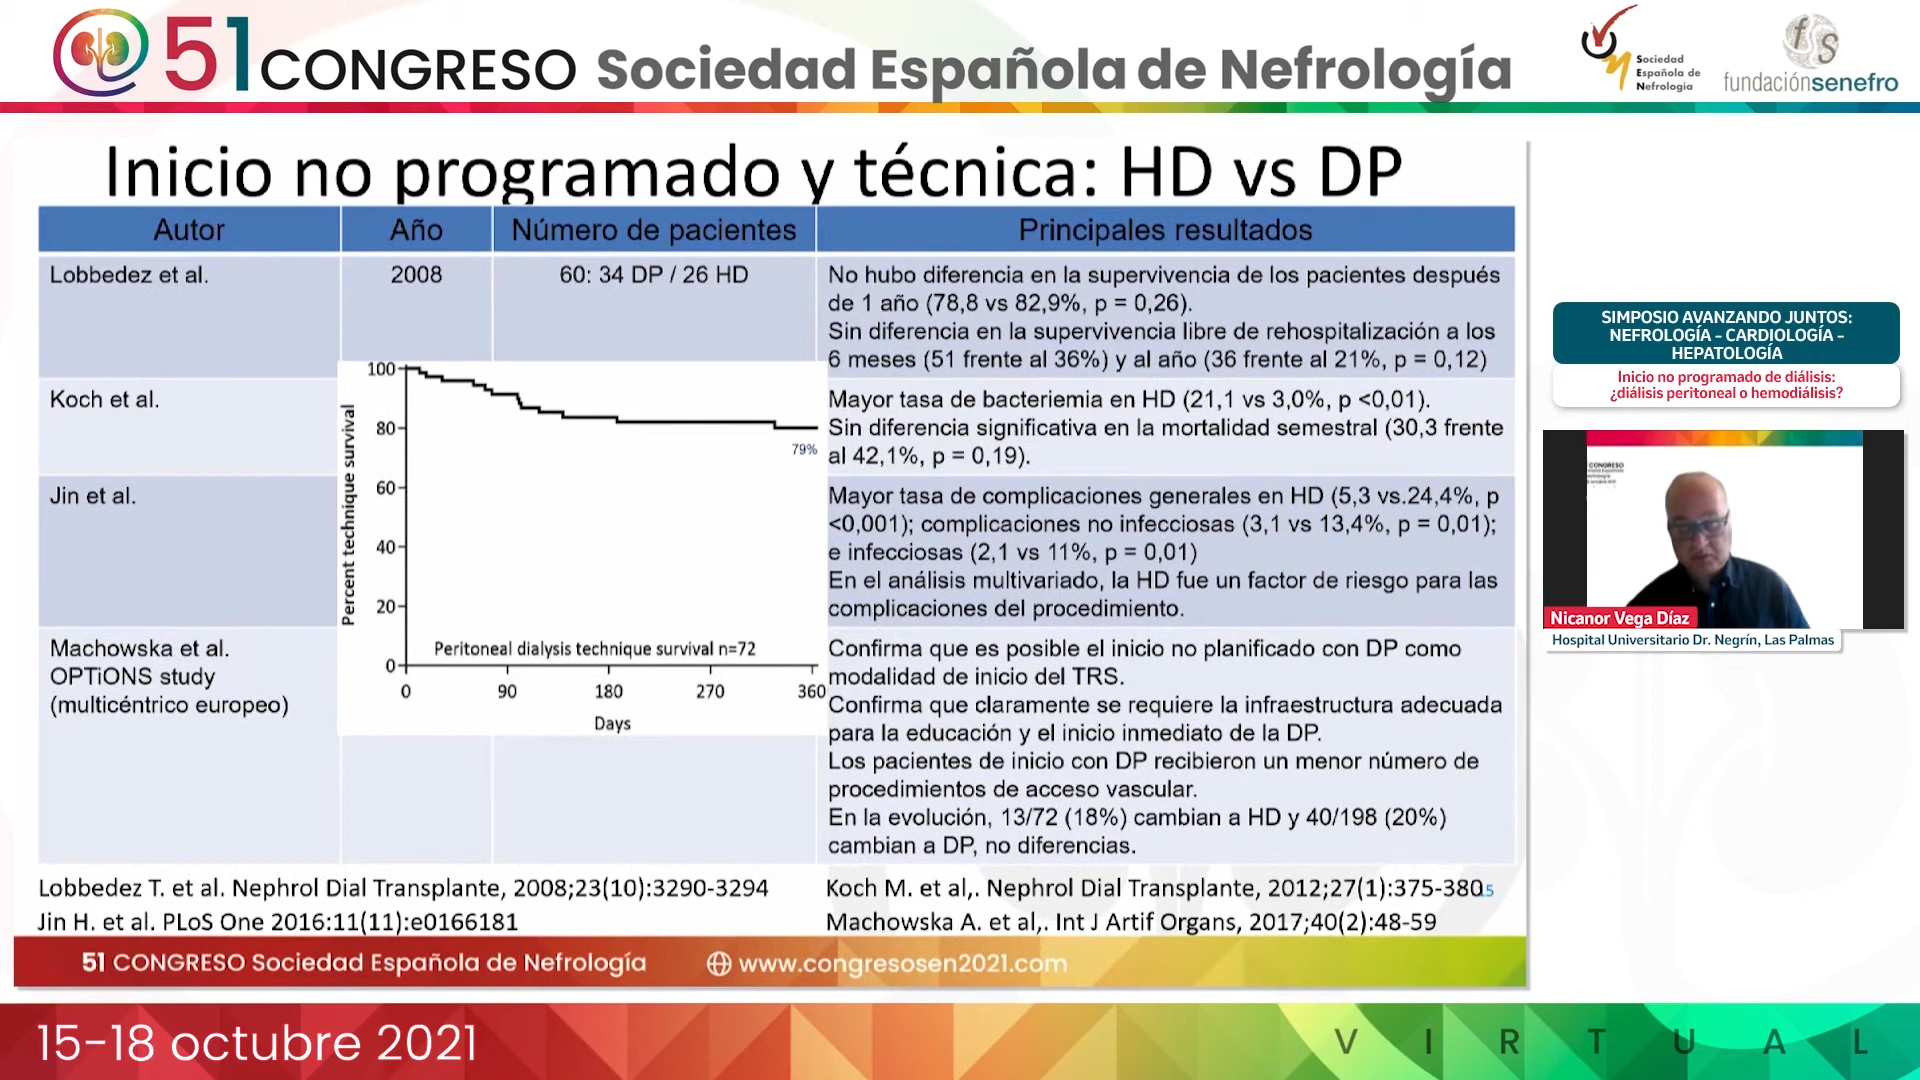 51 CONGRESO Sociedad Española de Nefrología
Sociedad
Española de
Nefrología
fundaciónsenefro
Inicio no programado y técnica: HD vs DP
Autor Año Número de pacientes Principales resultados
Lobbedez et al. 2008 60: 34 DP / 26 HD
No hubo diferencia en la supervivencia de los pacientes después
de 1 año (78,8 vs 82,9%, p = 0,26).
Sin diferencia en la supervivencia libre de rehospitalización a los
6 meses (51 frente al 36%) y al año (36 frente al 21%, p = 0,12)
Koch et al.
Mayor tasa de bacteriemia en HD (21,1 vs 3,0%, p <0,01).
Sin diferencia significativa en la mortalidad semestral (30,3 frente
al 42,1%, p = 0,19).
Jin et al.
Mayor tasa de complicaciones generales en HD (5,3 vs.24,4%, p
<0,001); complicaciones no infecciosas (3,1 vs 13,4%, p = 0,01);
e infecciosas (2,1 vs 11%, p = 0,01)
En el análisis multivariado, la HD fue un factor de riesgo para las
complicaciones del procedimiento.
Machowska et al.
OPTiONS study
(multicéntrico europeo)
Confirma que es posible el inicio no planificado con DP como
modalidad de inicio del TRS.
Confirma que claramente se requiere la infraestructura adecuada
para la educación y el inicio inmediato de la DP.
Los pacientes de inicio con DP recibieron un menor número de
procedimientos de acceso vascular.
En la evolución, 13/72 (18%) cambian a HD y 40/198 (20%)
cambian a DP, no diferencias.
Percent technique survival
100
80
60
40
20
0
79%
Peritoneal dialysis technique survival n=72
0 90 180 270 360
Days
Lobbedez T. et al. Nephrol Dial Transplante, 2008;23(10):3290-3294
Jin H. et al. PLoS One 2016:11(11):e0166181
Koch M. et al,. Nephrol Dial Transplante, 2012;27(1):375-380
Machowska A. et al,. Int J Artif Organs, 2017;40(2):48-59
51 CONGRESO Sociedad Española de Nefrología www.congresosen2021.com
SIMPOSIO AVANZANDO JUNTOS:
NEFROLOGÍA - CARDIOLOGÍA -
HEPATOLOGÍA
Inicio no programado de diálisis:
¿diálisis peritoneal o hemodiálisis?
CONGRESO
Nicanor Vega Díaz
Hospital Universitario Dr. Negrín, Las Palmas
15-18 octubre 2021
VIRTUAL